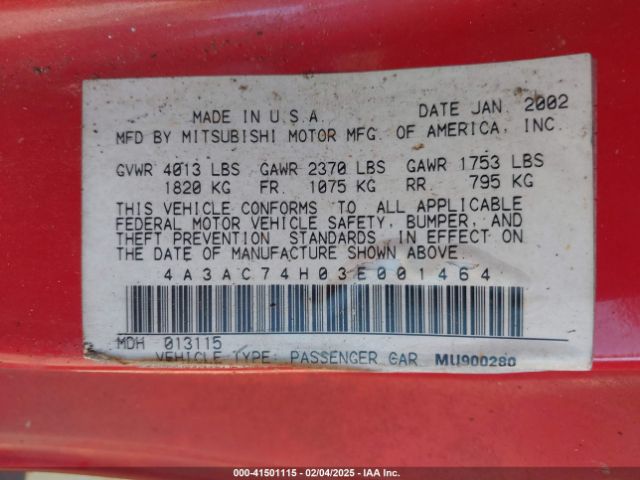 MADE IN U.S.A. DATE JAN. 2002
MFD BY MITSUBISHI MOTOR MFG. OF AMERICA, INC.
GVWR 4013 LBS GAWR 2370 LBS GAWR 1753 LBS
1820 KG FR. 1075 KG RR. 795 KG
THIS VEHICLE CONFORMS TO ALL APPLICABLE
FEDERAL MOTOR VEHICLE SAFETY, BUMPER, AND
THEFT PREVENTION STANDARDS IN EFFECT ON
THE DATE OF MANUFACTURE SHOWN ABOVE.
4A3AC74H03E001464
MDH 013115
VEHICLE TYPE: PASSENGER CAR MU900280
000-41501115 - 02/04/2025 - IAA Inc.